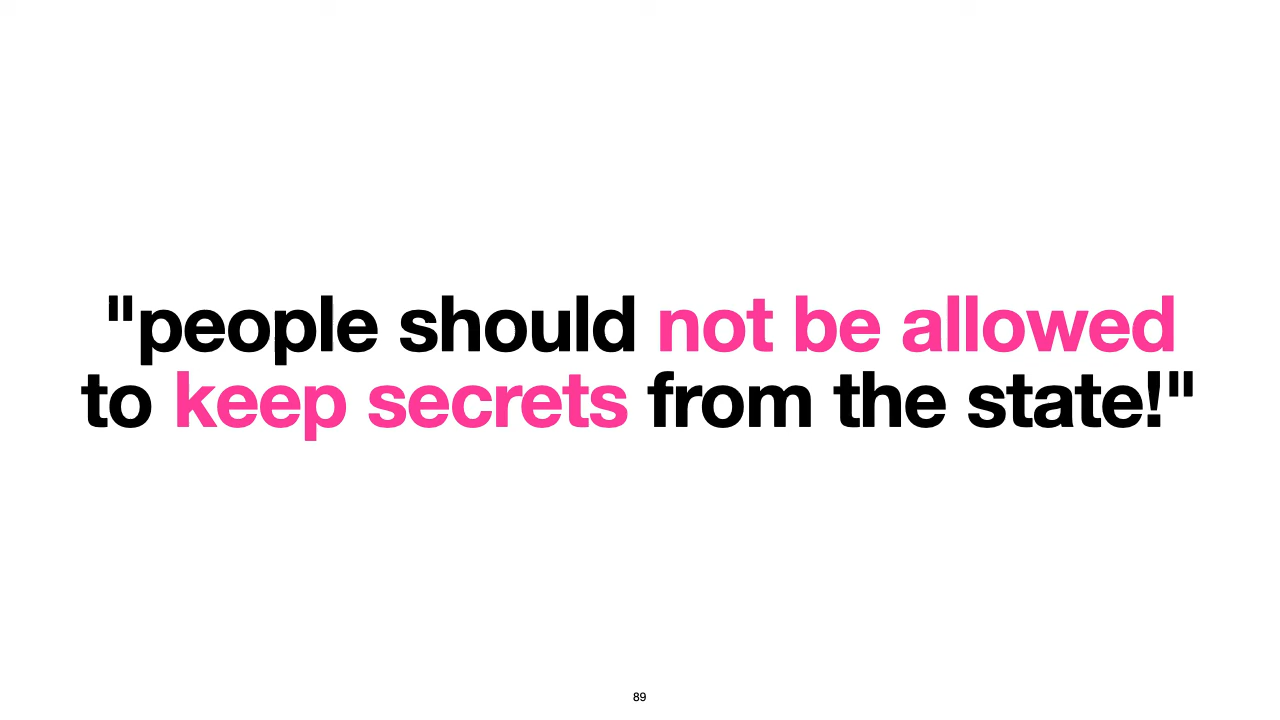 "people should not be allowed
to keep secrets from the state!"
89